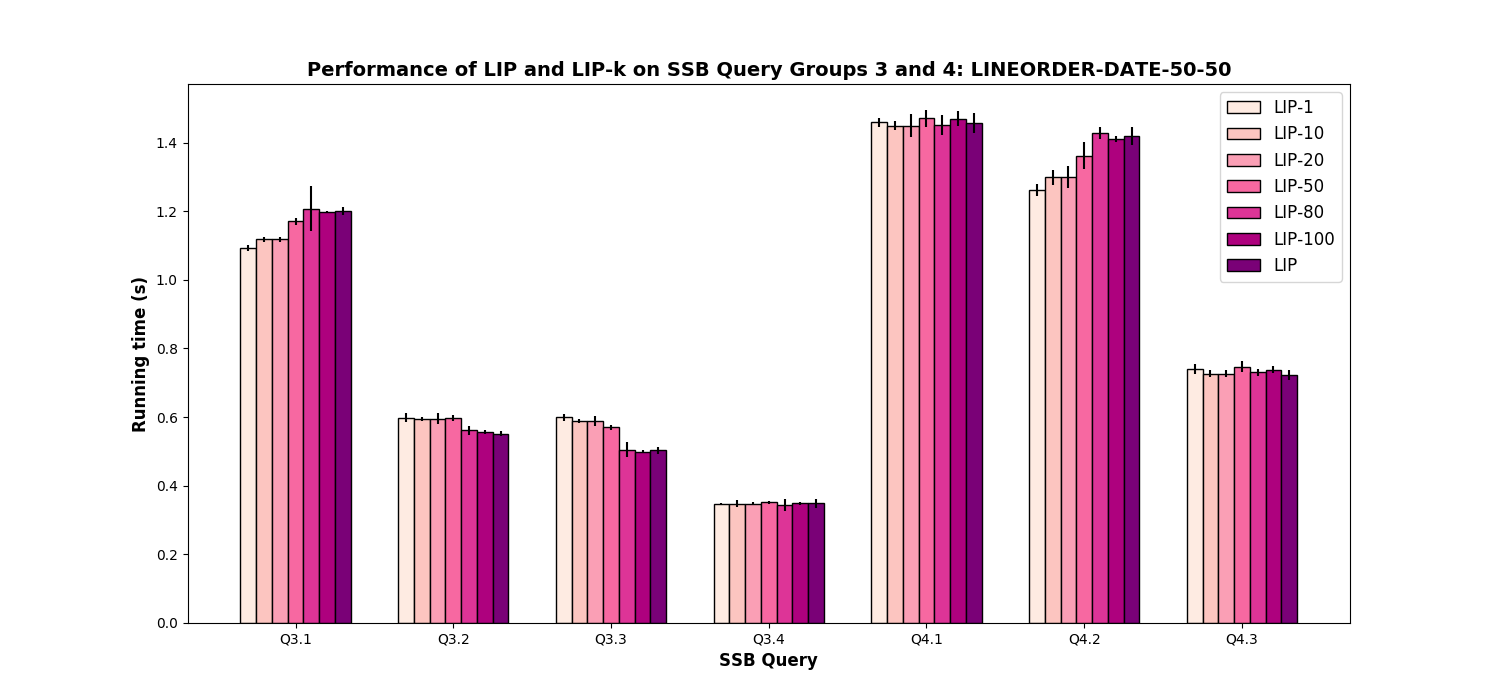 Performance of LIP and LIP-k on SSB Query Groups 3 and 4: LINEORDER-DATE-50-50
Running time (s)
1.4
1.2
1.0
0.8
0.6
0.4
0.2
0.0
LIP-1
LIP-10
LIP-20
LIP-50
LIP-80
LIP-100
LIP
Q3.1 Q3.2 Q3.3 Q3.4 Q4.1 Q4.2 Q4.3
SSB Query